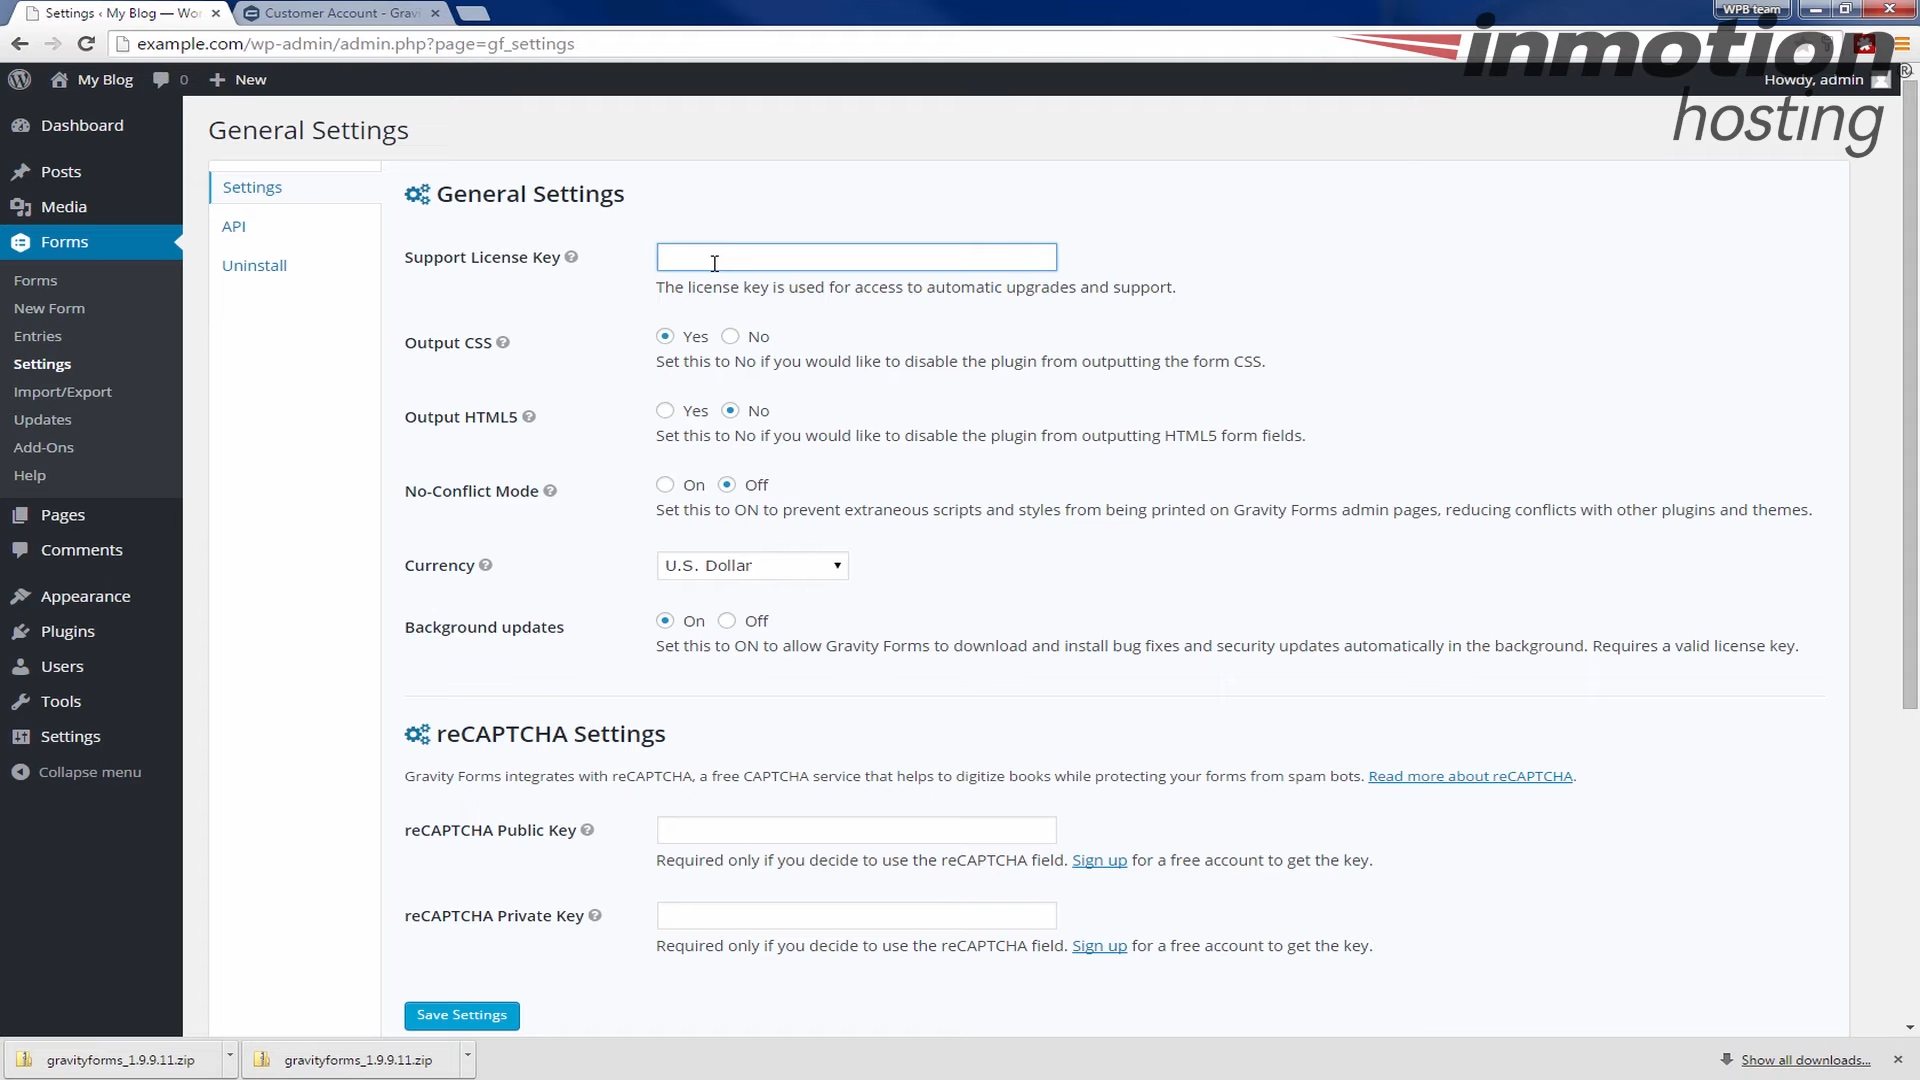 Settings ‹ My Blog — Wor
Customer Account - Gravi
WPB team
example.com/wp-admin/admin.php?page=gf_settings
inmotion
hosting
®
My Blog
0
New
Howdy, admin
Dashboard
Posts
Media
Forms
Forms
New Form
Entries
Settings
Import/Export
Updates
Add-Ons
Help
Pages
Comments
Appearance
Plugins
Users
Tools
Settings
Collapse menu
General Settings
Settings
API
Uninstall
General Settings
Support License Key
The license key is used for access to automatic upgrades and support.
Output CSS
Yes No
Set this to No if you would like to disable the plugin from outputting the form CSS.
Output HTML5
Yes No
Set this to No if you would like to disable the plugin from outputting HTML5 form fields.
No-Conflict Mode
On Off
Set this to ON to prevent extraneous scripts and styles from being printed on Gravity Forms admin pages, reducing conflicts with other plugins and themes.
Currency
U.S. Dollar
Background updates
On Off
Set this to ON to allow Gravity Forms to download and install bug fixes and security updates automatically in the background. Requires a valid license key.
reCAPTCHA Settings
Gravity Forms integrates with reCAPTCHA, a free CAPTCHA service that helps to digitize books while protecting your forms from spam bots. Read more about reCAPTCHA.
reCAPTCHA Public Key
Required only if you decide to use the reCAPTCHA field. Sign up for a free account to get the key.
reCAPTCHA Private Key
Required only if you decide to use the reCAPTCHA field. Sign up for a free account to get the key.
Save Settings
gravityforms_1.9.9.11.zip
gravityforms_1.9.9.11.zip
Show all downloads...